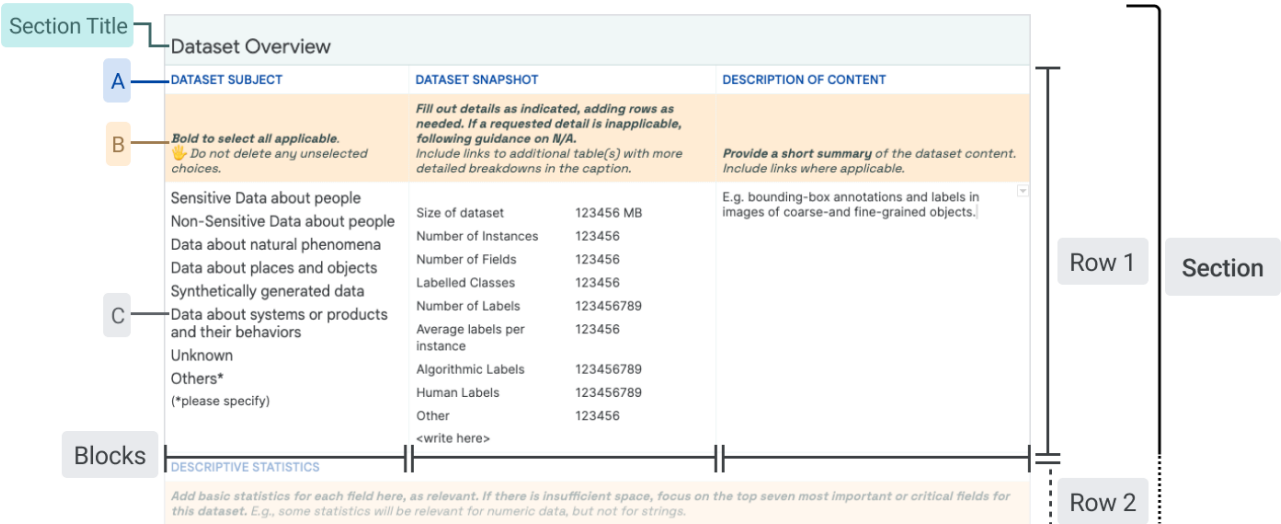 Section Title
Dataset Overview
A
DATASET SUBJECT
DATASET SNAPSHOT
DESCRIPTION OF CONTENT
B
Bold to select all applicable.
🖐 Do not delete any unselected
choices.
Fill out details as indicated, adding rows as
needed. If a requested detail is inapplicable,
following guidance on N/A.
Include links to additional table(s) with more
detailed breakdowns in the caption.
Provide a short summary of the dataset content.
Include links where applicable.
C
Sensitive Data about people
Non-Sensitive Data about people
Data about natural phenomena
Data about places and objects
Synthetically generated data
Data about systems or products
and their behaviors
Unknown
Others*
(*please specify)
Size of dataset 123456 MB
Number of Instances 123456
Number of Fields 123456
Labelled Classes 123456
Number of Labels 123456789
Average labels per 123456
instance
Algorithmic Labels 123456789
Human Labels 123456789
Other 123456
<write here>
E.g. bounding-box annotations and labels in
images of coarse-and fine-grained objects.
Row 1
Section
Blocks
DESCRIPTIVE STATISTICS
Add basic statistics for each field here, as relevant. If there is insufficient space, focus on the top seven most important or critical fields for
this dataset. E.g., some statistics will be relevant for numeric data, but not for strings.
Row 2